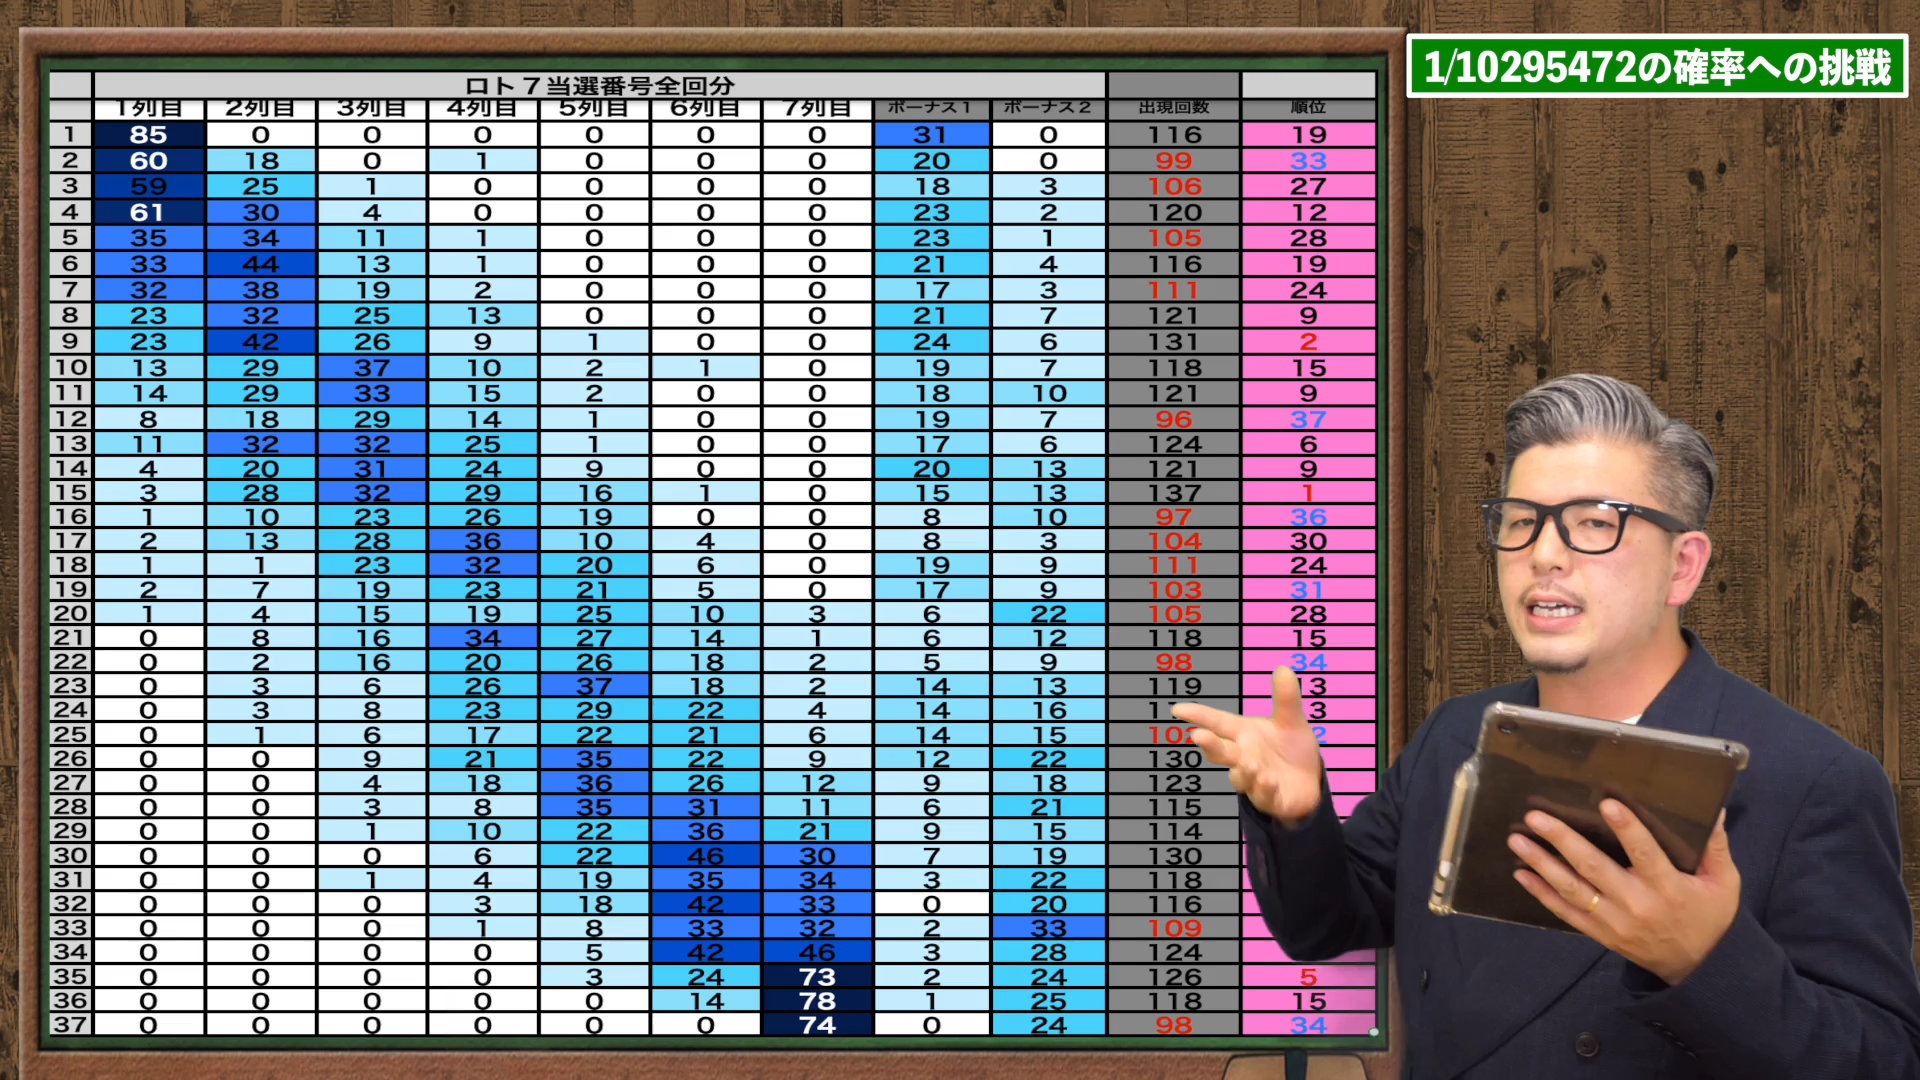 1/10295472の確率への挑戦
ロト7当選番号全回分
1列目 2列目 3列目 4列目 5列目 6列目 7列目 ボーナス1 ボーナス2 出現回数 順位
1 85 0 0 0 0 0 0 31 0 116 19
2 60 18 0 1 0 0 0 20 0 99 33
3 59 25 1 0 0 0 0 18 3 106 27
4 61 30 4 0 0 0 0 23 2 120 12
5 35 34 11 1 0 0 0 23 1 105 28
6 33 44 13 1 0 0 0 21 4 116 19
7 32 38 19 2 0 0 0 17 3 111 24
8 23 32 25 13 0 0 0 21 7 121 9
9 23 42 26 9 1 0 0 24 6 131 2
10 13 29 37 10 2 1 0 19 7 118 15
11 14 29 33 15 2 0 0 18 10 121 9
12 8 18 29 14 1 0 0 19 7 96 37
13 11 32 32 25 1 0 0 17 6 124 6
14 4 20 31 24 9 0 0 20 13 121 9
15 3 28 32 29 16 1 0 15 13 137 1
16 1 10 23 26 19 0 0 8 10 97 36
17 2 13 28 36 10 4 0 8 3 104 30
18 1 1 23 32 20 6 0 19 9 111 24
19 2 7 19 23 21 5 0 17 9 103 31
20 1 4 15 19 25 10 3 6 22 105 28
21 0 8 16 34 27 14 1 6 12 118 15
22 0 2 16 20 26 18 2 5 9 98 34
23 0 3 6 26 37 18 2 14 13 119 13
24 0 3 8 23 29 22 4 14 16
25 0 1 6 17 22 21 6 14 15 102
26 0 0 9 21 35 22 9 12 22 130
27 0 0 4 18 36 26 12 9 18 123
28 0 0 3 8 35 31 11 6 21 115
29 0 0 1 10 22 36 21 9 15 114
30 0 0 0 6 22 46 30 7 19 130
31 0 0 1 4 19 35 34 3 22 118
32 0 0 0 3 18 42 33 0 20 116
33 0 0 0 1 8 33 32 2 33 109
34 0 0 0 0 5 42 46 3 28 124
35 0 0 0 0 3 24 73 2 24 126 5
36 0 0 0 0 0 14 78 1 25 118 15
37 0 0 0 0 0 0 74 0 24 98 34